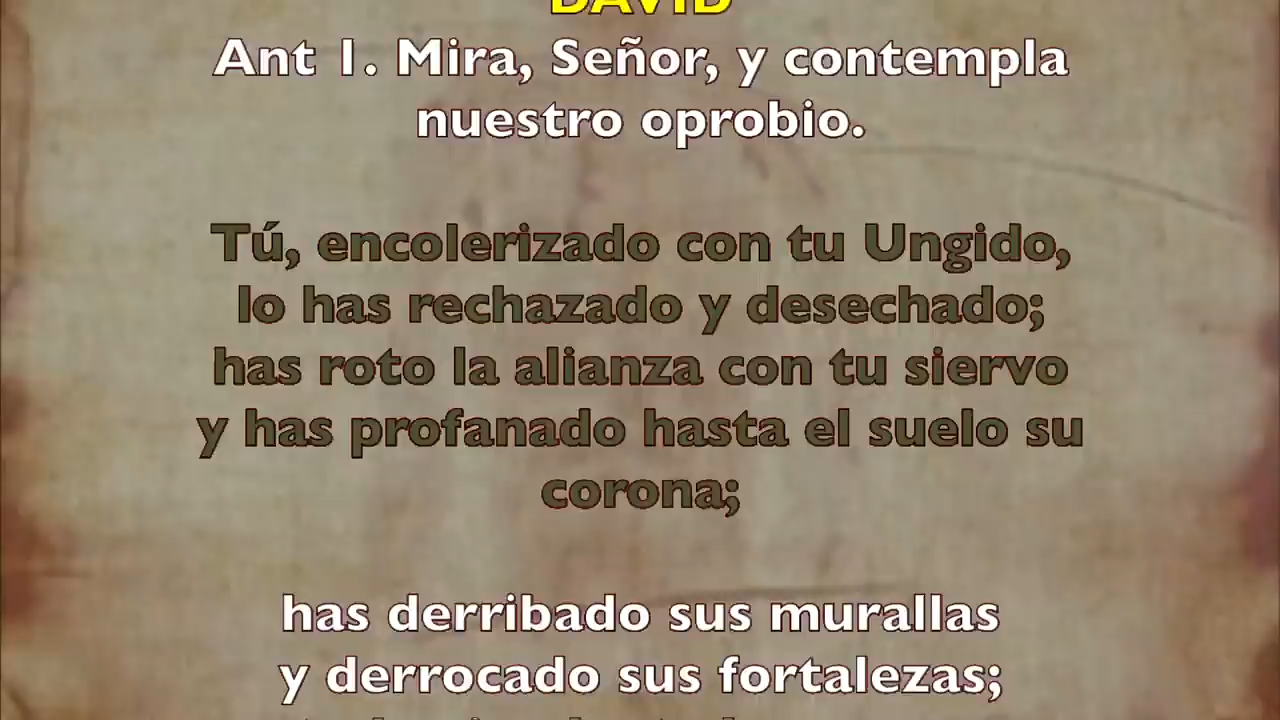 DAVID
Ant 1. Mira, Señor, y contempla
nuestro oprobio.
Tú, encolerizado con tu Ungido,
lo has rechazado y desechado;
has roto la alianza con tu siervo
y has profanado hasta el suelo su
corona;
has derribado sus murallas
y derrocado sus fortalezas;